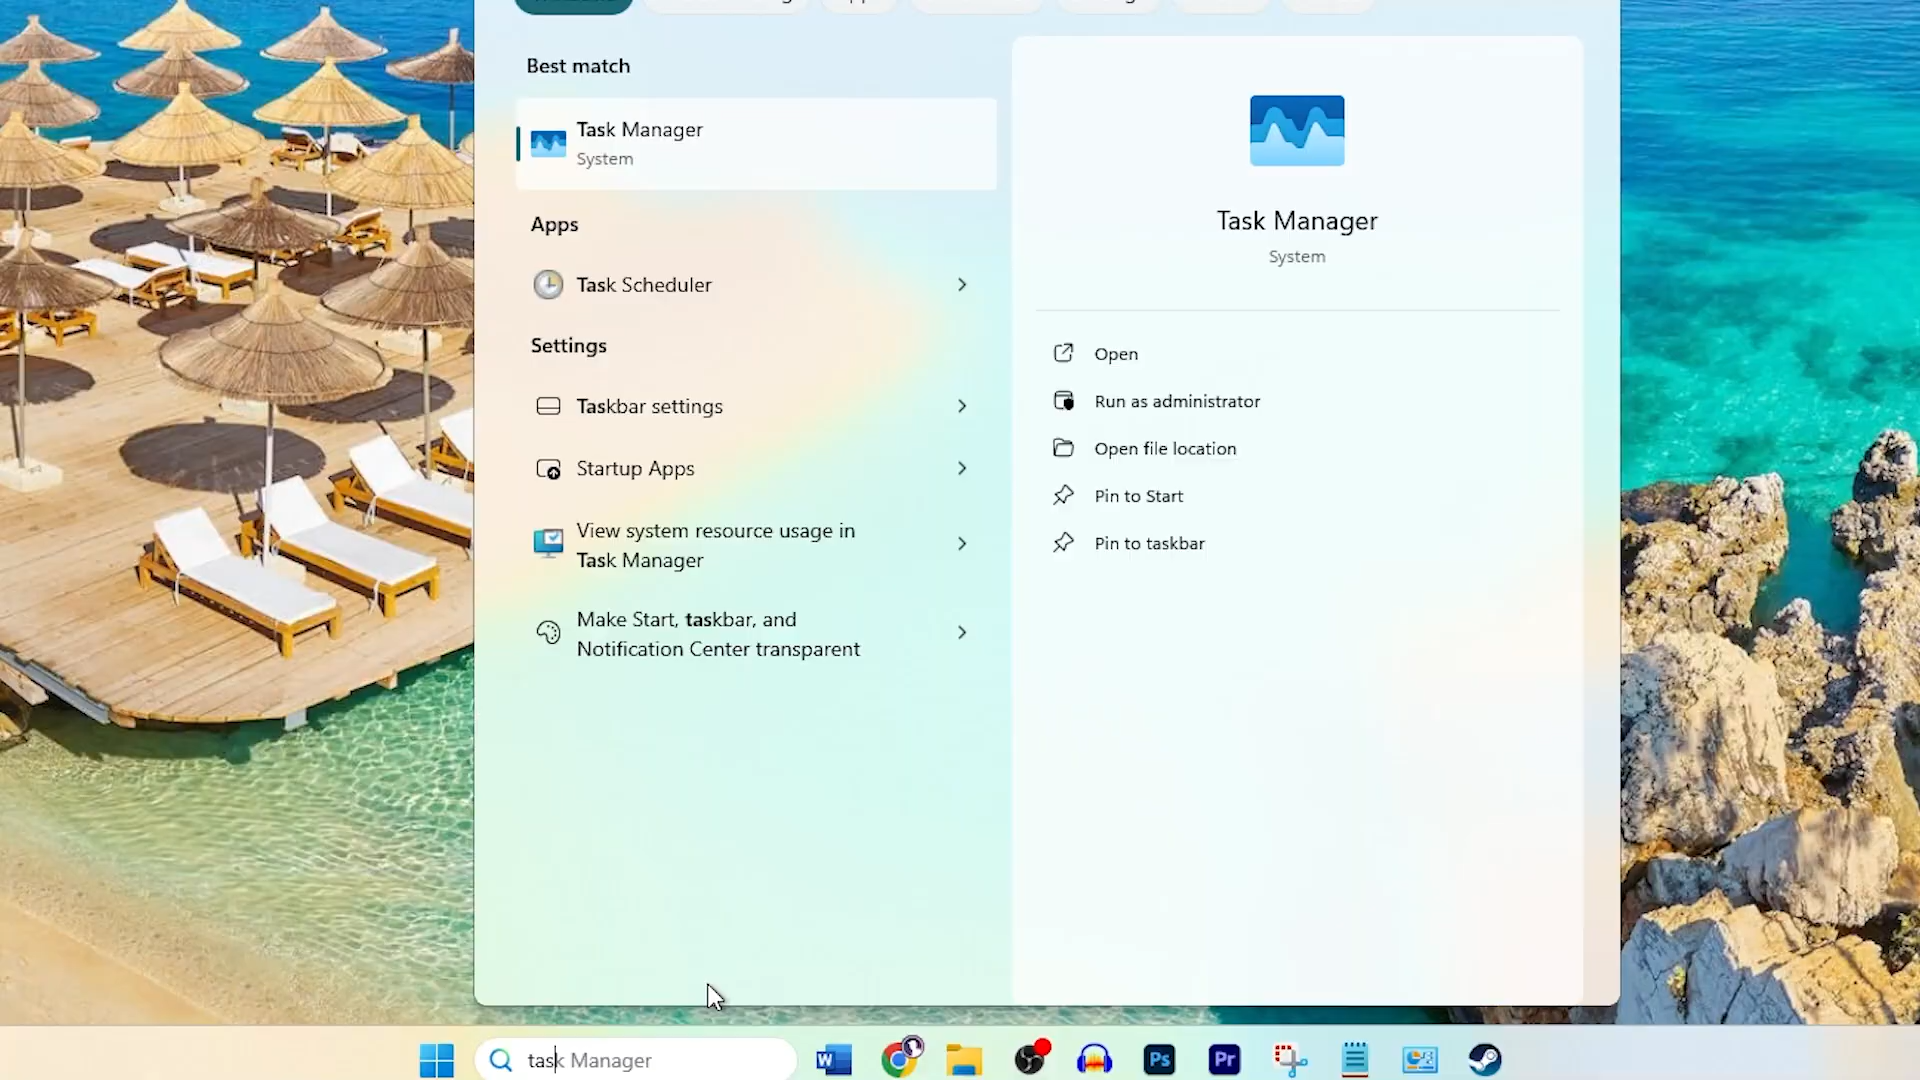 Best match
Task Manager
System
Apps
Task Scheduler
Settings
Taskbar settings
Startup Apps
View system resource usage in
Task Manager
Make Start, taskbar, and
Notification Center transparent
Task Manager
System
Open
Run as administrator
Open file location
Pin to Start
Pin to taskbar
task Manager
W
Ps
Pr